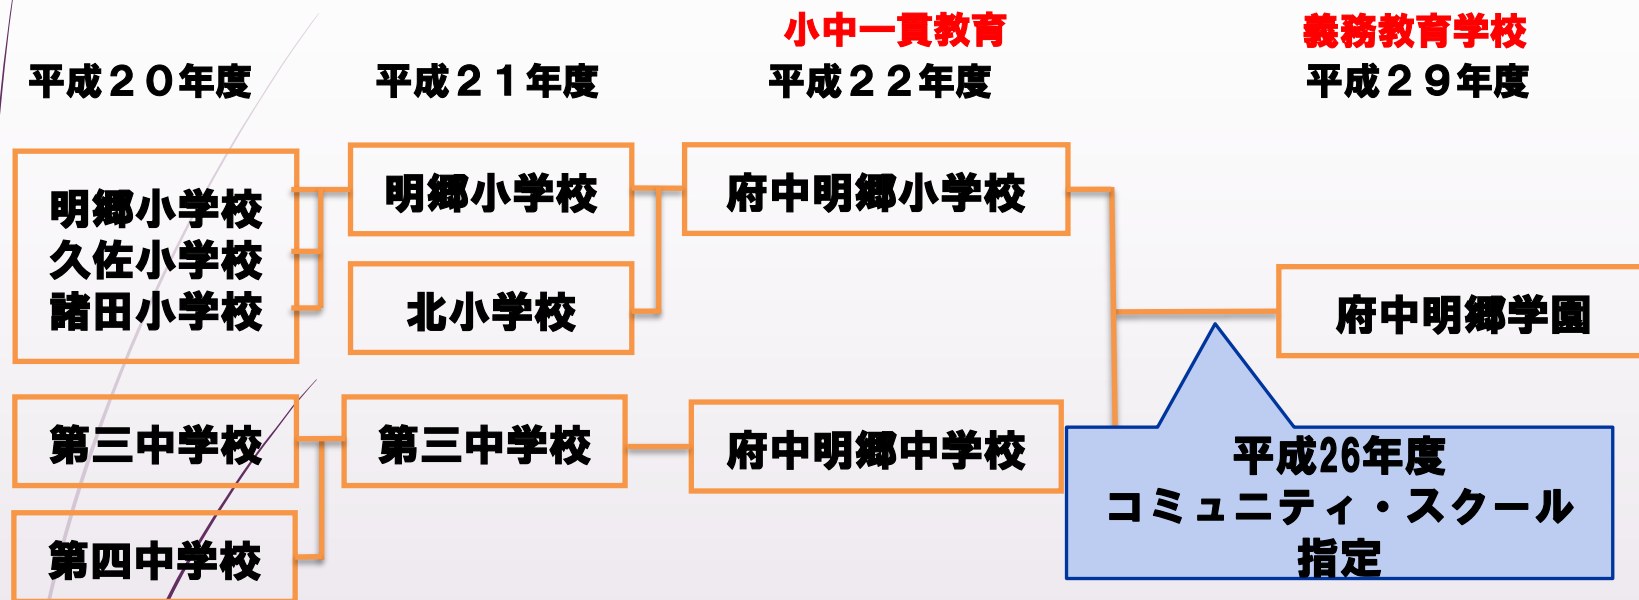 小中一貫教育
義務教育学校
平成２０年度
平成２１年度
平成２２年度
平成２９年度
明郷小学校
久佐小学校
諸田小学校
明郷小学校
北小学校
府中明郷小学校
府中明郷学園
第三中学校
第三中学校
府中明郷中学校
第四中学校
平成26年度
コミュニティ・スクール
指定